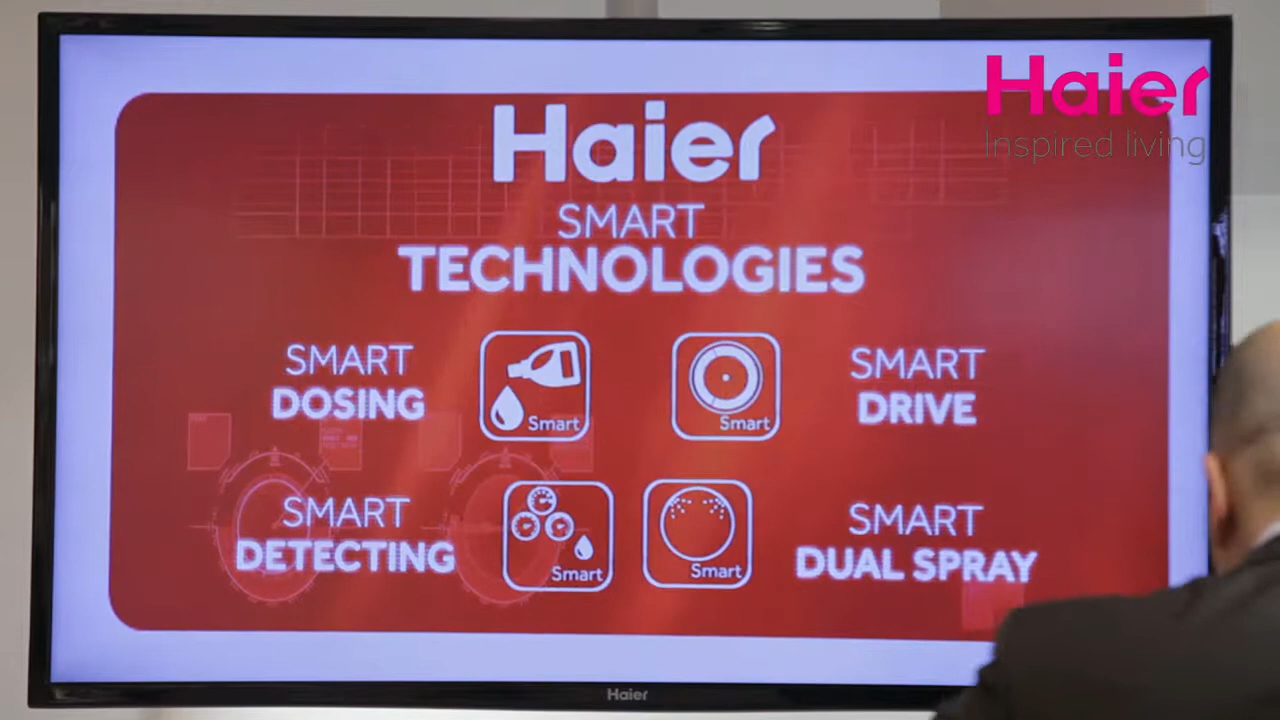 Haier
Inspired living
Haier
SMART
TECHNOLOGIES
SMART
DOSING
Smart
Smart
SMART
DRIVE
SMART
DETECTING
Smart
Smart
SMART
DUAL SPRAY
Haier